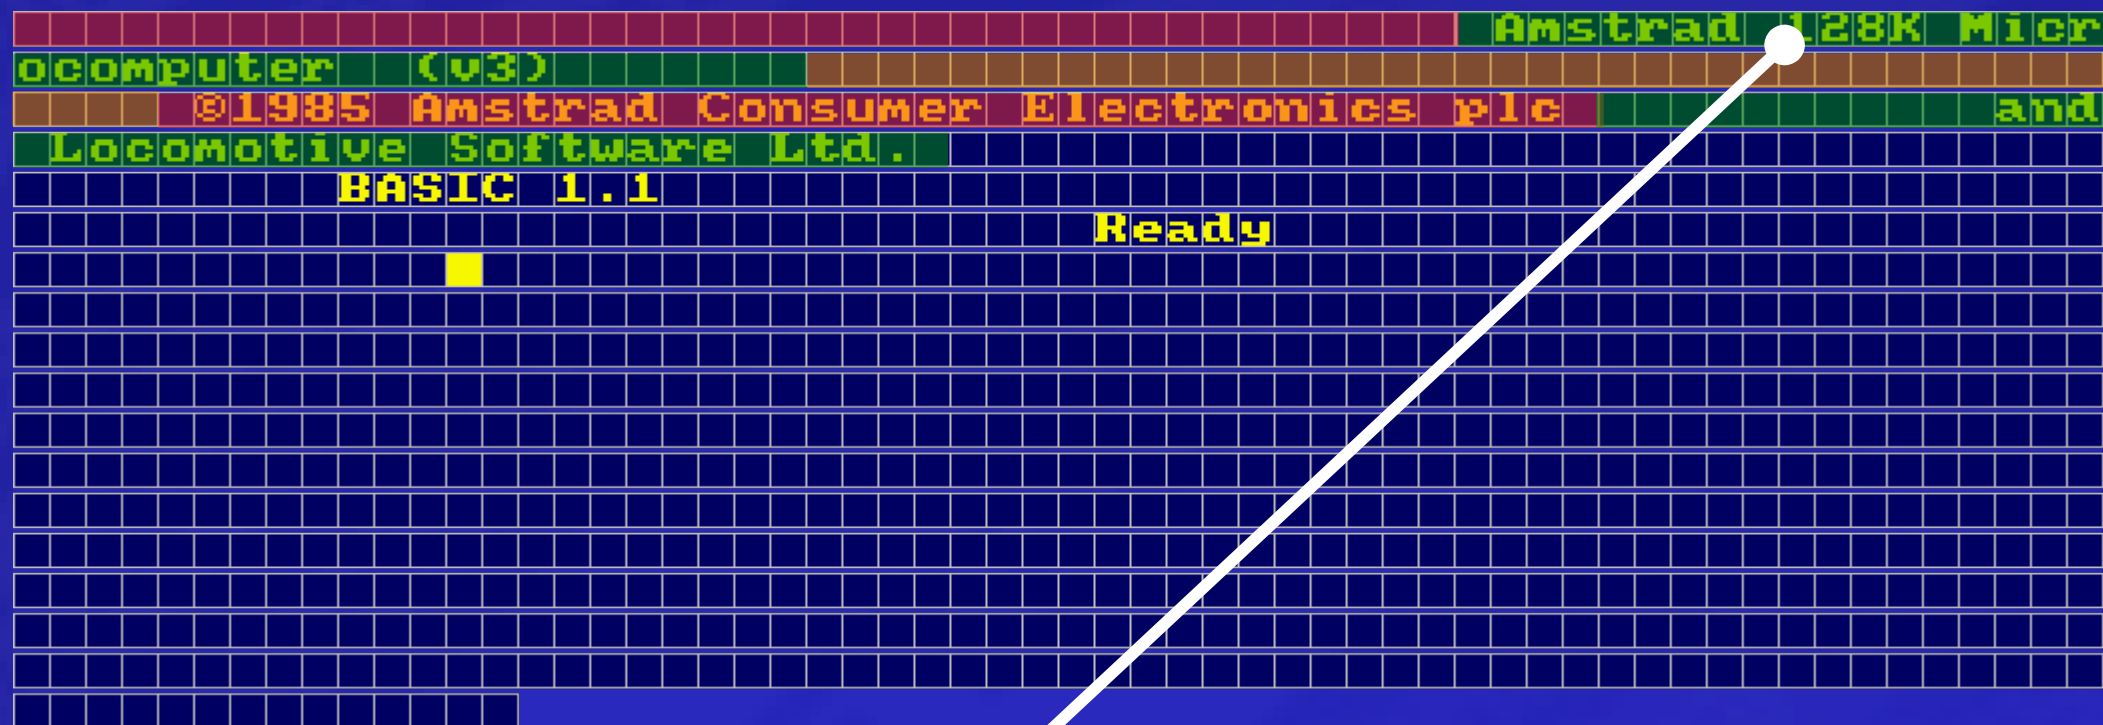 Amstrad 128K Micr
ocomputer (v3)
©1985 Amstrad Consumer Electronics plc and
Locomotive Software Ltd.
BASIC 1.1
Ready